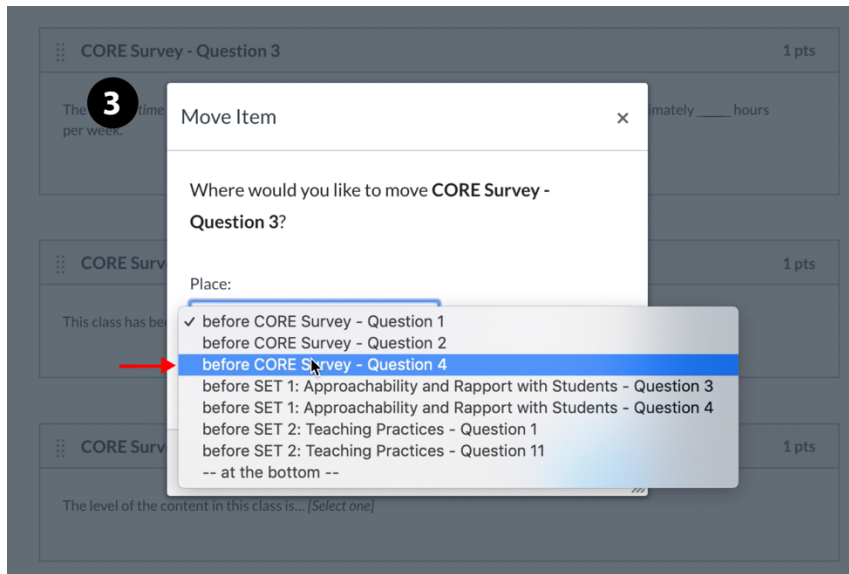 CORE Survey - Question 3 1 pts
3
The time imately _____ hours
per week.
Move Item ×
Where would you like to move CORE Survey -
Question 3?
CORE Surv 1 pts
Place:
This class has bee
✓ before CORE Survey - Question 1
before CORE Survey - Question 2
before CORE Survey - Question 4
before SET 1: Approachability and Rapport with Students - Question 3
before SET 1: Approachability and Rapport with Students - Question 4
before SET 2: Teaching Practices - Question 1
before SET 2: Teaching Practices - Question 11
-- at the bottom --
CORE Surv 1 pts
The level of the content in this class is... [Select one]